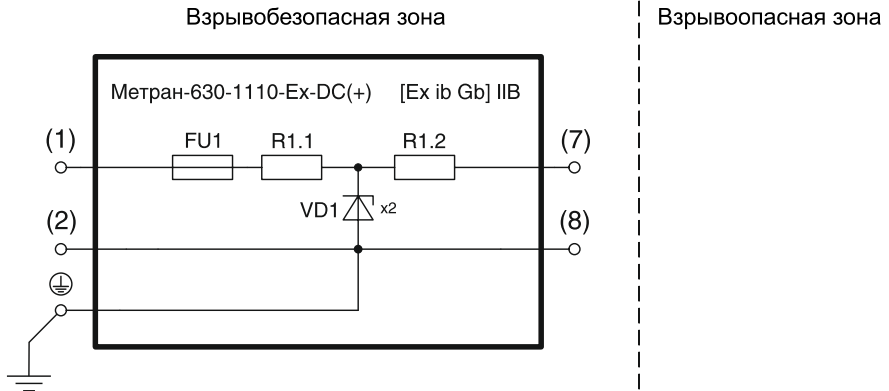 Взрывобезопасная зона
Взрывоопасная зона
Метран-630-1110-Ex-DC(+) [Ex ib Gb] IIB
(1) FU1 R1.1 R1.2 (7)
VD1 x2
(2) (8)